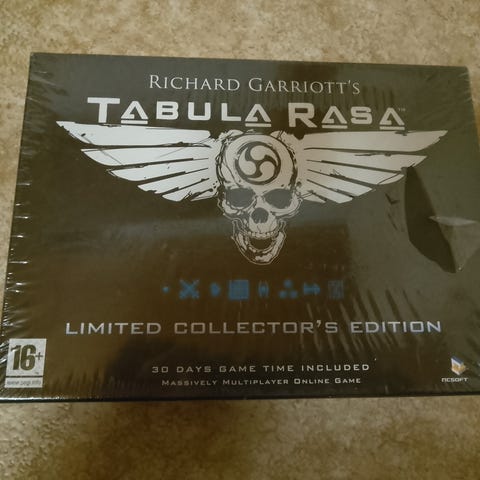 RICHARD GARRIOTT'S
TABULA RASA™
LIMITED COLLECTOR'S EDITION
16+
www.pegi.info
30 DAYS GAME TIME INCLUDED
MASSIVELY MULTIPLAYER ONLINE GAME
NCSOFT